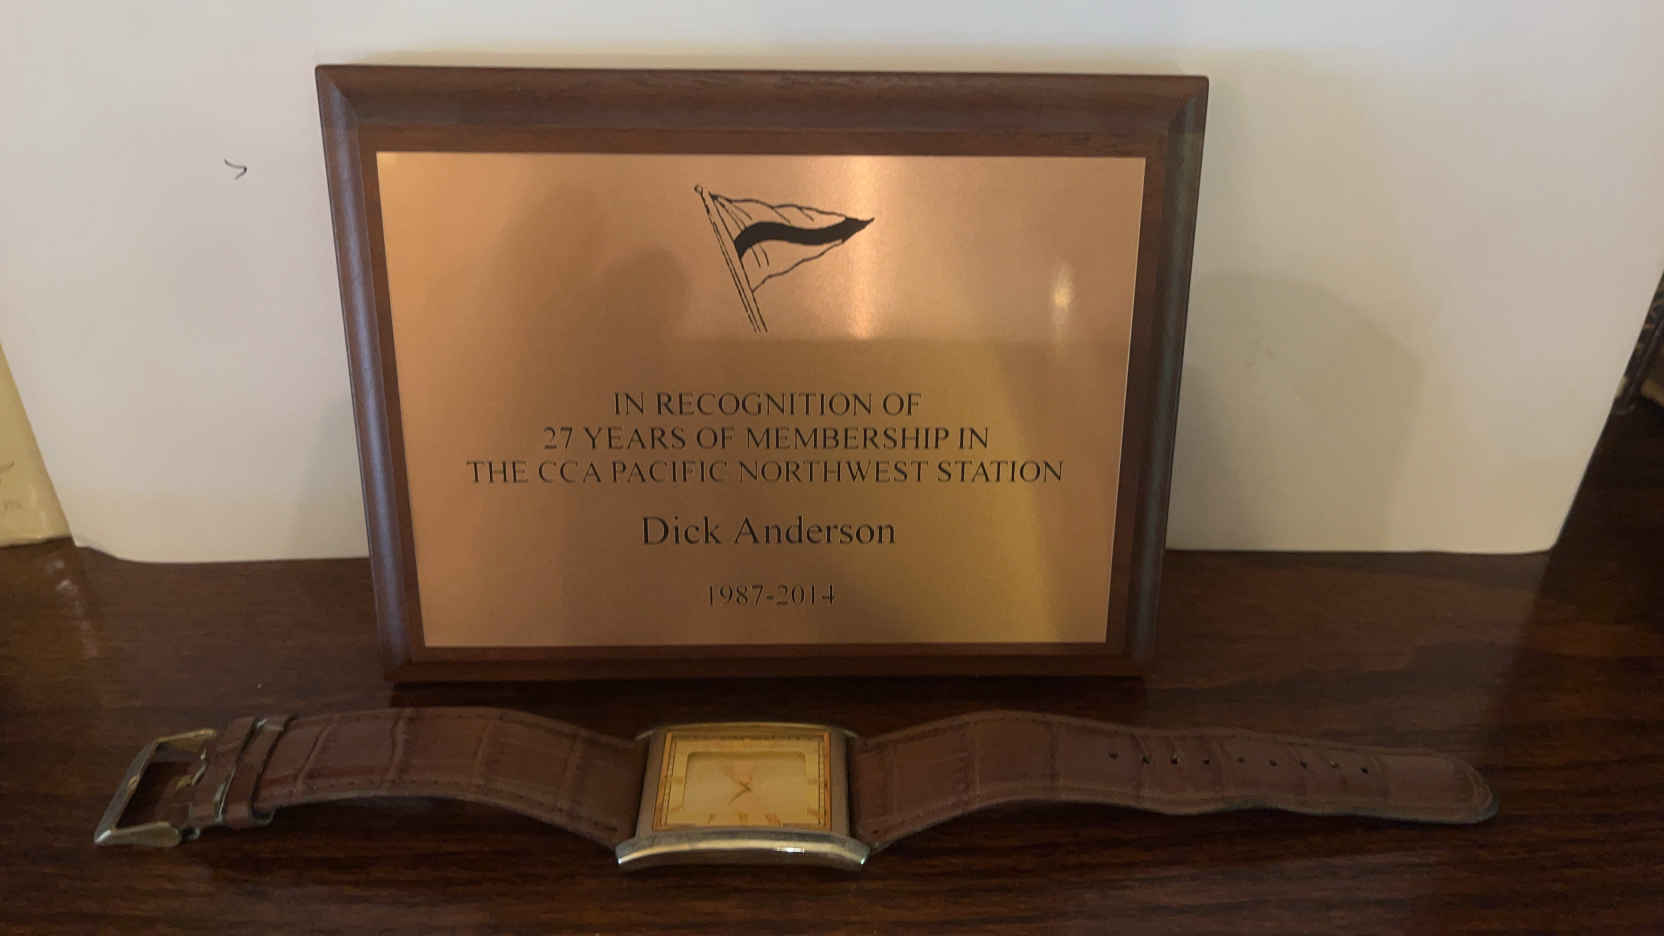 IN RECOGNITION OF
27 YEARS OF MEMBERSHIP IN
THE CCA PACIFIC NORTHWEST STATION
Dick Anderson
1987-2014